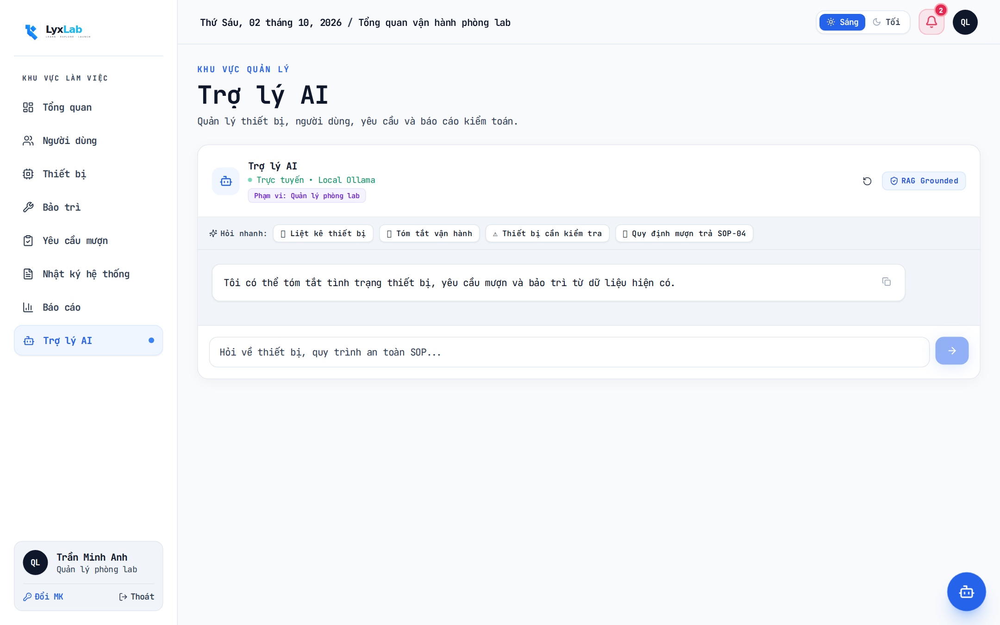 LyxLab
LEARN · EXPLORE · LAUNCH
KHU VỰC LÀM VIỆC
Tổng quan
Người dùng
Thiết bị
Bảo trì
Yêu cầu mượn
Nhật ký hệ thống
Báo cáo
Trợ lý AI
QL
Trần Minh Anh
Quản lý phòng lab
Đổi MK
Thoát
Thứ Sáu, 02 tháng 10, 2026 / Tổng quan vận hành phòng lab
Sáng
Tối
2
QL
KHU VỰC QUẢN LÝ
Trợ lý AI
Quản lý thiết bị, người dùng, yêu cầu và báo cáo kiểm toán.
Trợ lý AI
Trực tuyến • Local Ollama
Phạm vi: Quản lý phòng lab
RAG Grounded
Hỏi nhanh:
Liệt kê thiết bị
Tóm tắt vận hành
⚠ Thiết bị cần kiểm tra
Quy định mượn trả SOP-04
Tôi có thể tóm tắt tình trạng thiết bị, yêu cầu mượn và bảo trì từ dữ liệu hiện có.
Hỏi về thiết bị, quy trình an toàn SOP...